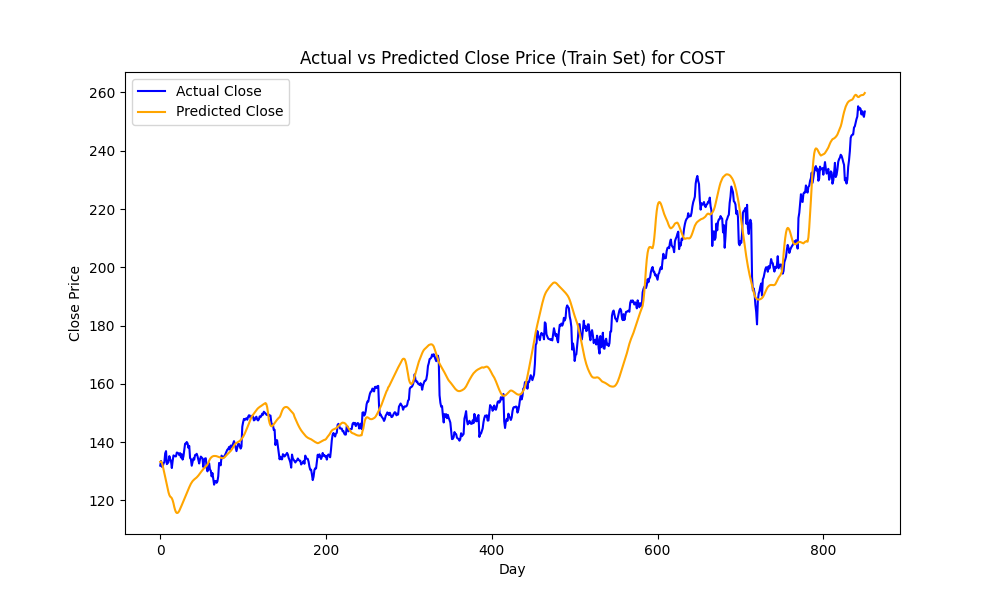 Actual vs Predicted Close Price (Train Set) for COST
Actual Close
Predicted Close
Close Price
260
240
220
200
180
160
140
120
0 200 400 600 800
Day